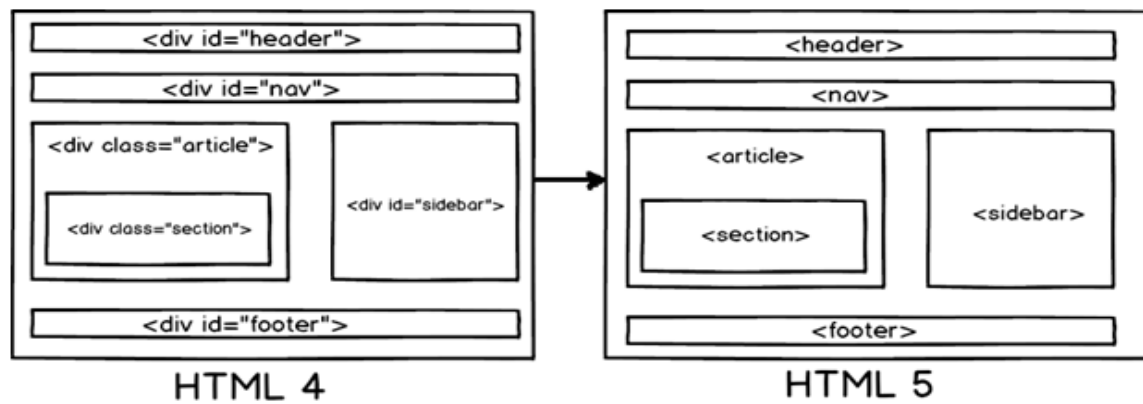 <div id="header">
<div id="nav">
<div class="article">
<div class="section">
<div id="sidebar">
<div id="footer">
HTML 4
<header>
<nav>
<article>
<section>
<sidebar>
<footer>
HTML 5